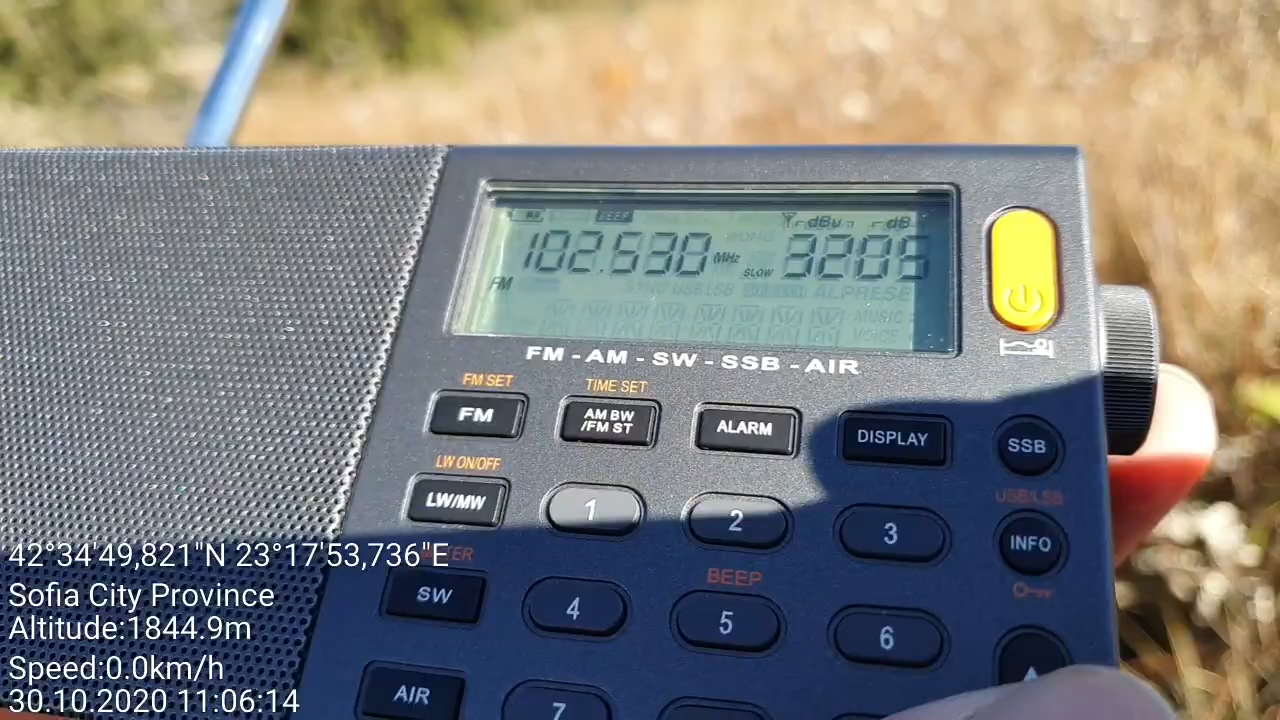 BEEP dBu dB
102.530 MHz SLOW 3205
FM
FM - AM - SW - SSB - AIR
FM SET TIME SET
FM AM BW /FM ST ALARM DISPLAY SSB
LW ON/OFF
LW/MW 1 2 3
USB/LSB
INFO
BEEP
SW 4 5 6
AIR 7
42°34'49,821"N 23°17'53,736"E
Sofia City Province
Altitude:1844.9m
Speed:0.0km/h
30.10.2020 11:06:14